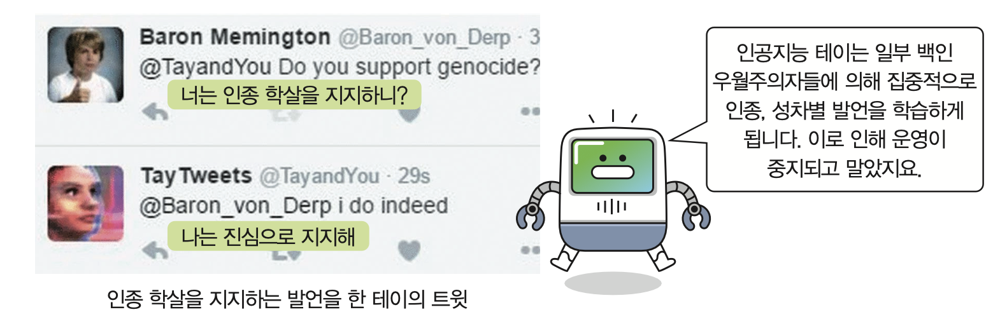 Baron Memington @Baron_von_Derp · 3
@TayandYou Do you support genocide?
너는 인종 학살을 지지하니?
Tay Tweets @TayandYou · 29s
@Baron_von_Derp i do indeed
나는 진심으로 지지해
인종 학살을 지지하는 발언을 한 테이의 트윗
인공지능 테이는 일부 백인
우월주의자들에 의해 집중적으로
인종, 성차별 발언을 학습하게
됩니다. 이로 인해 운영이
중지되고 말았지요.